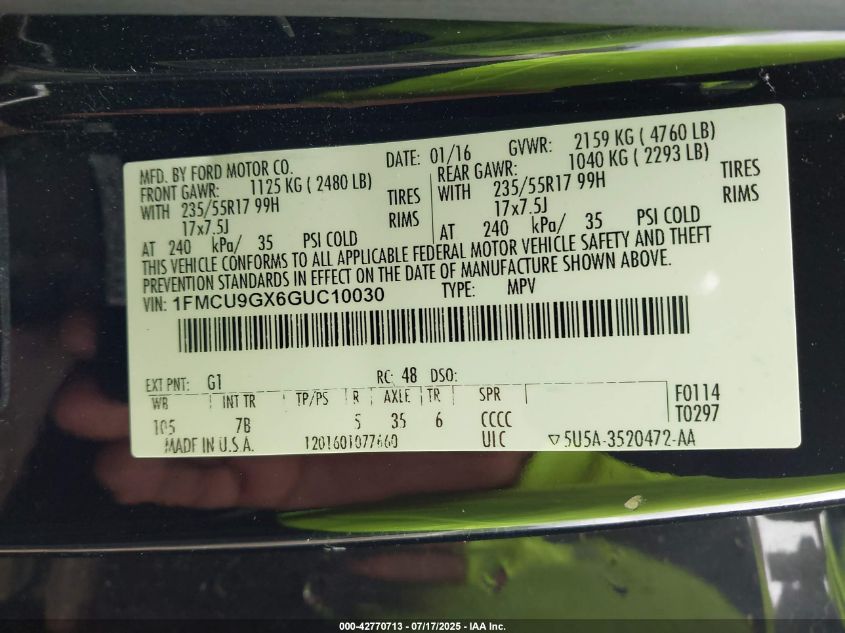 MFD. BY FORD MOTOR CO.
DATE: 01/16 GVWR: 2159 KG ( 4760 LB)
FRONT GAWR: 1125 KG ( 2480 LB) REAR GAWR: 1040 KG ( 2293 LB)
WITH 235/55R17 99H TIRES WITH 235/55R17 99H TIRES
17x7.5J RIMS 17x7.5J RIMS
AT 240 kPa/ 35 PSI COLD AT 240 kPa/ 35 PSI COLD
THIS VEHICLE CONFORMS TO ALL APPLICABLE FEDERAL MOTOR VEHICLE SAFETY AND THEFT
PREVENTION STANDARDS IN EFFECT ON THE DATE OF MANUFACTURE SHOWN ABOVE.
VIN: 1FMCU9GX6GUC10030 TYPE: MPV
EXT PNT: G1 RC: 48 DSO:
WB INT TR TP/PS R AXLE TR SPR F0114
105 7B 5 35 6 CCCC T0297
MADE IN U.S.A. 1201601077660 UIC ▽5U5A-3520472-AA
000-42770713 - 07/17/2025 - IAA Inc.